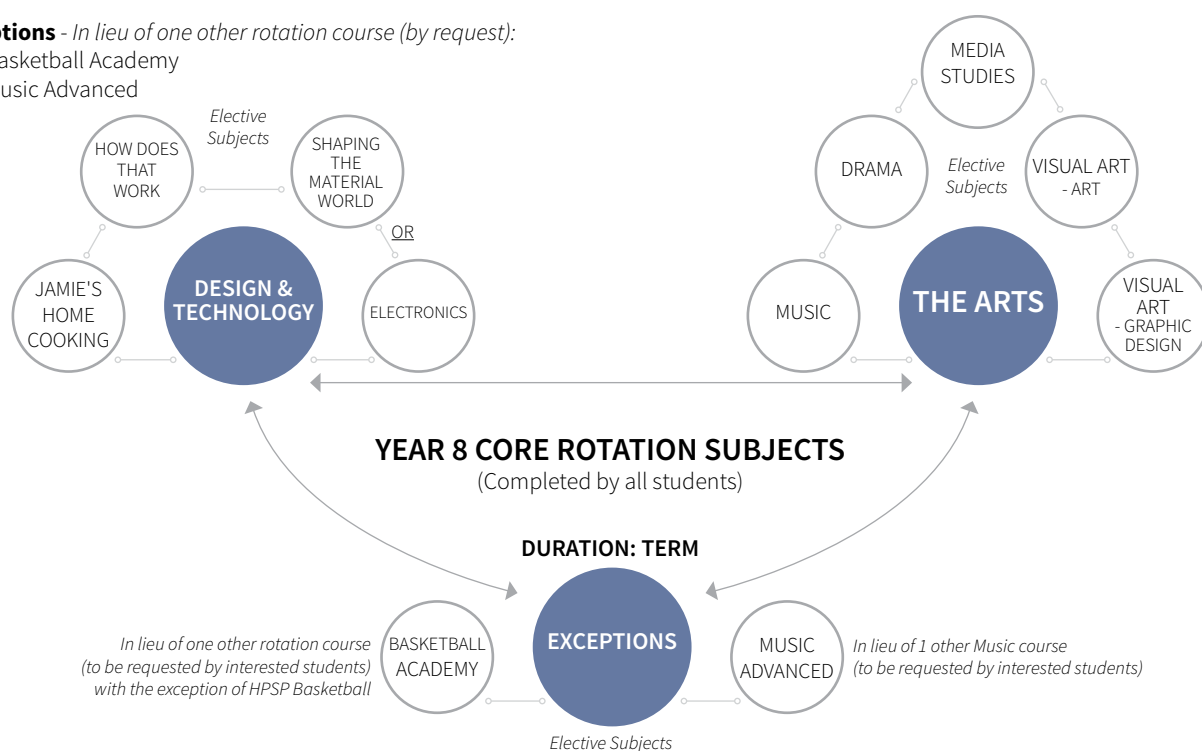 ptions - In lieu of one other rotation course (by request):
asketball Academy
usic Advanced
Elective
Subjects
HOW DOES
THAT
WORK
SHAPING
THE
MATERIAL
WORLD
OR
JAMIE'S
HOME
COOKING
DESIGN &
TECHNOLOGY
ELECTRONICS
MEDIA
STUDIES
DRAMA
Elective
Subjects
VISUAL ART
- ART
MUSIC
THE ARTS
VISUAL
ART
- GRAPHIC
DESIGN
YEAR 8 CORE ROTATION SUBJECTS
(Completed by all students)
DURATION: TERM
In lieu of one other rotation course
(to be requested by interested students)
with the exception of HPSP Basketball
BASKETBALL
ACADEMY
EXCEPTIONS
MUSIC
ADVANCED
In lieu of 1 other Music course
(to be requested by interested students)
Elective Subjects